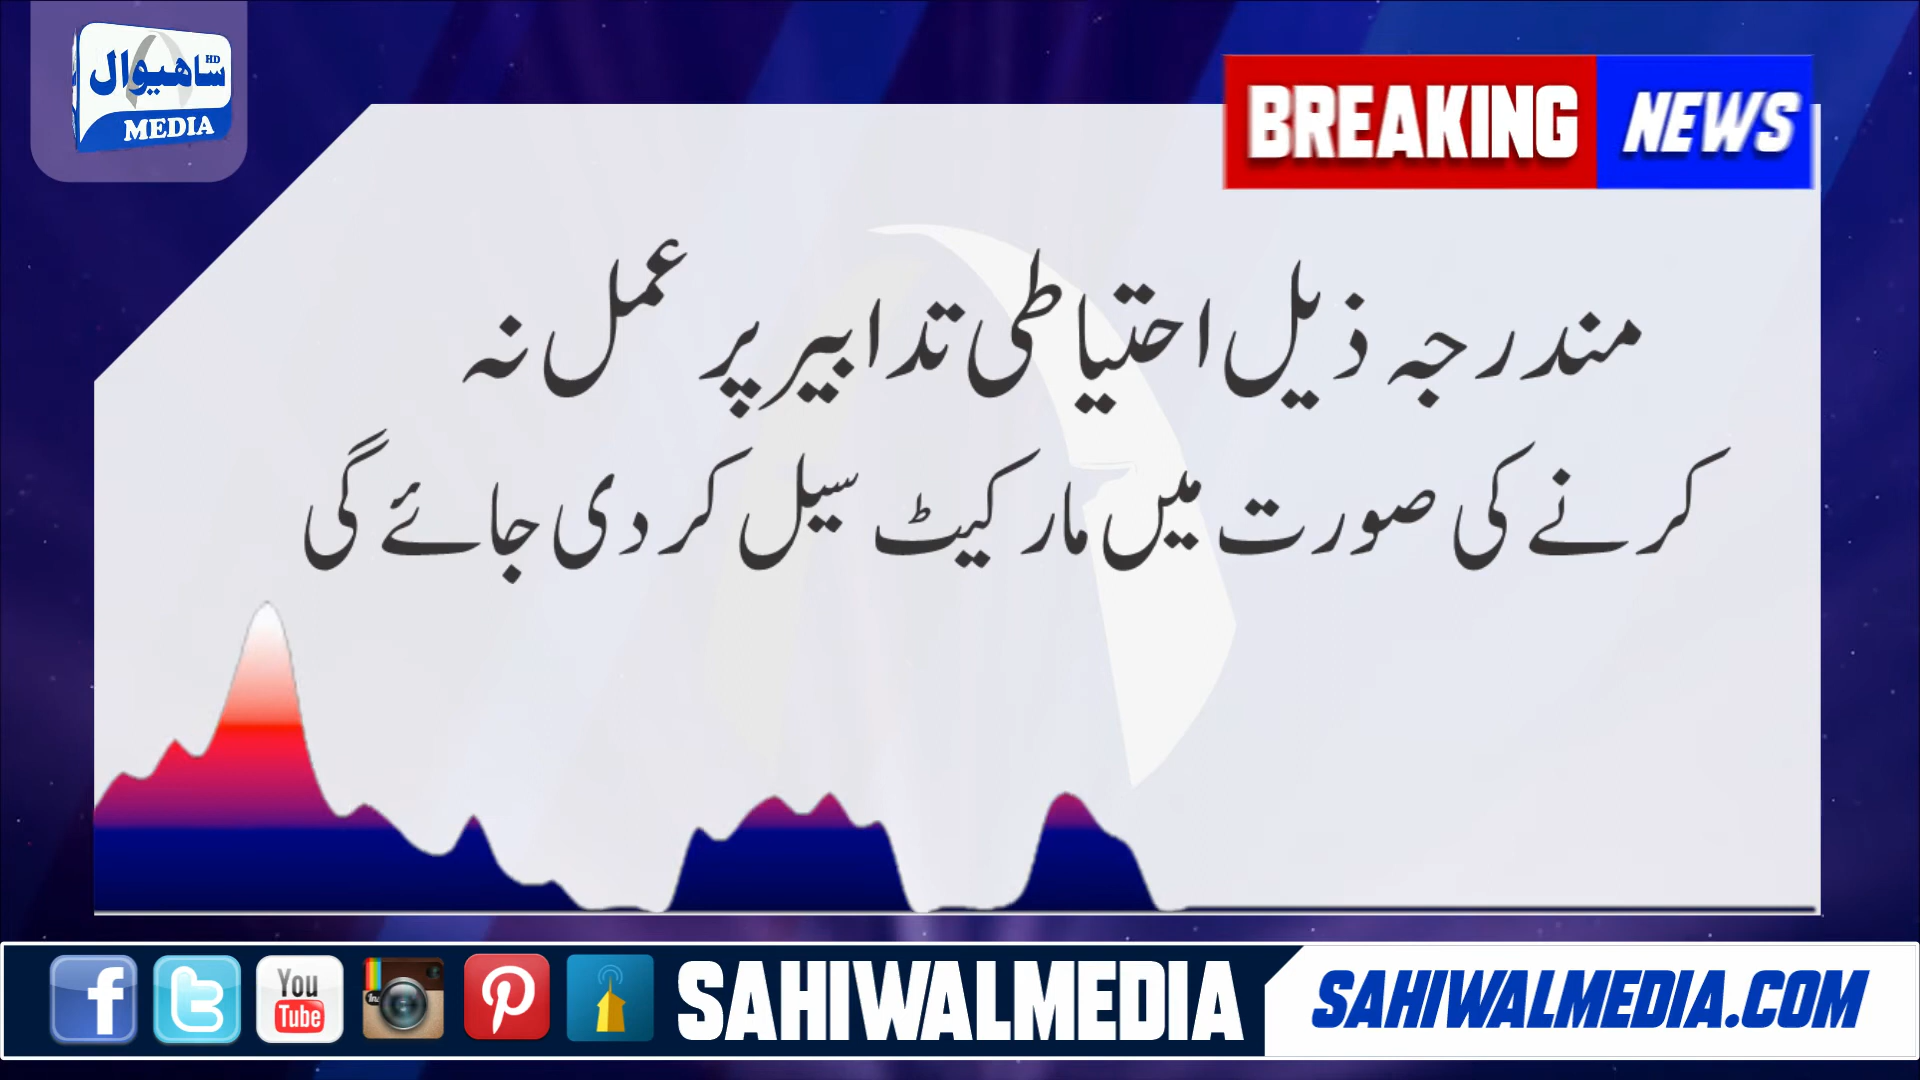 ساہیوال HD
MEDIA
BREAKING NEWS
مندرجہ ذیل احتیاطی تدابیر پر عمل نہ
کرنے کی صورت میں مارکیٹ سیل کر دی جائے گی
You
Tube
SAHIWALMEDIA
SAHIWALMEDIA.COM